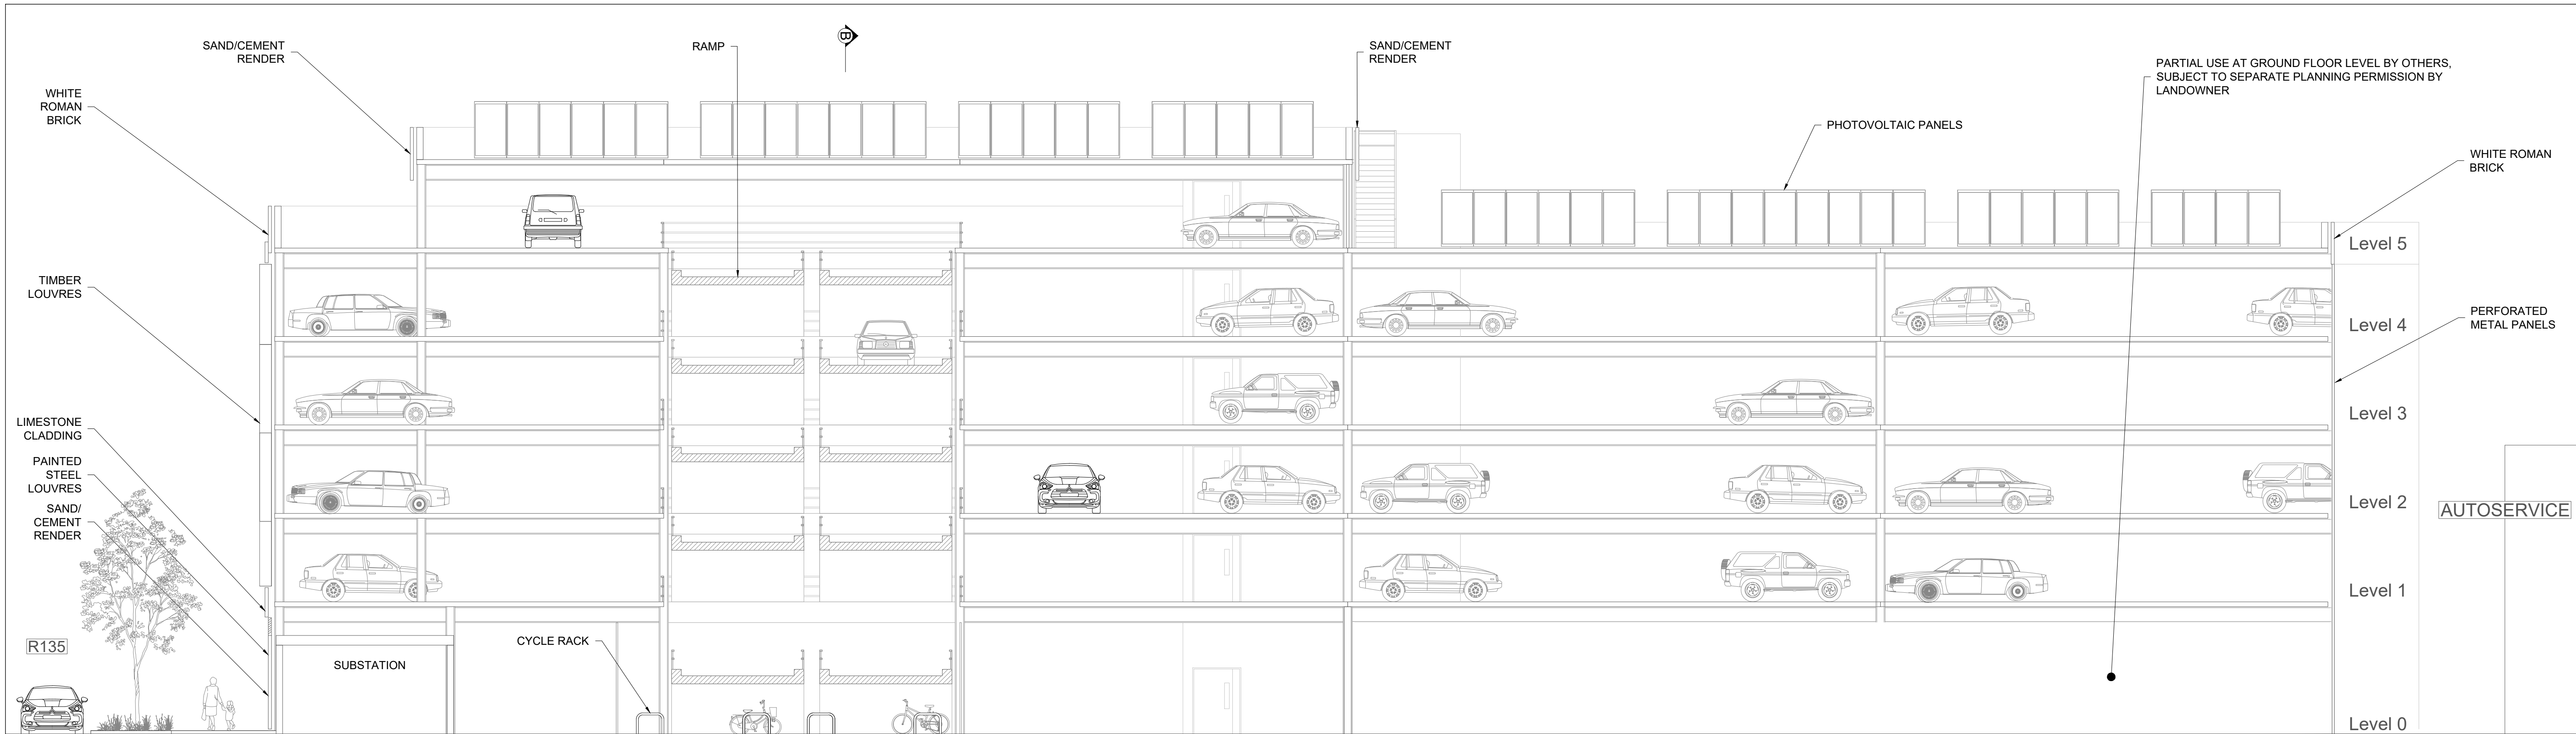 SAND/CEMENT
RENDER
RAMP
B
SAND/CEMENT
RENDER
PARTIAL USE AT GROUND FLOOR LEVEL BY OTHERS,
SUBJECT TO SEPARATE PLANNING PERMISSION BY
LANDOWNER
WHITE
ROMAN
BRICK
PHOTOVOLTAIC PANELS
WHITE ROMAN
BRICK
Level 5
TIMBER
LOUVRES
Level 4
PERFORATED
METAL PANELS
Level 3
LIMESTONE
CLADDING
PAINTED
STEEL
LOUVRES
SAND/
CEMENT
RENDER
Level 2
AUTOSERVICE
Level 1
R135
SUBSTATION
CYCLE RACK
Level 0